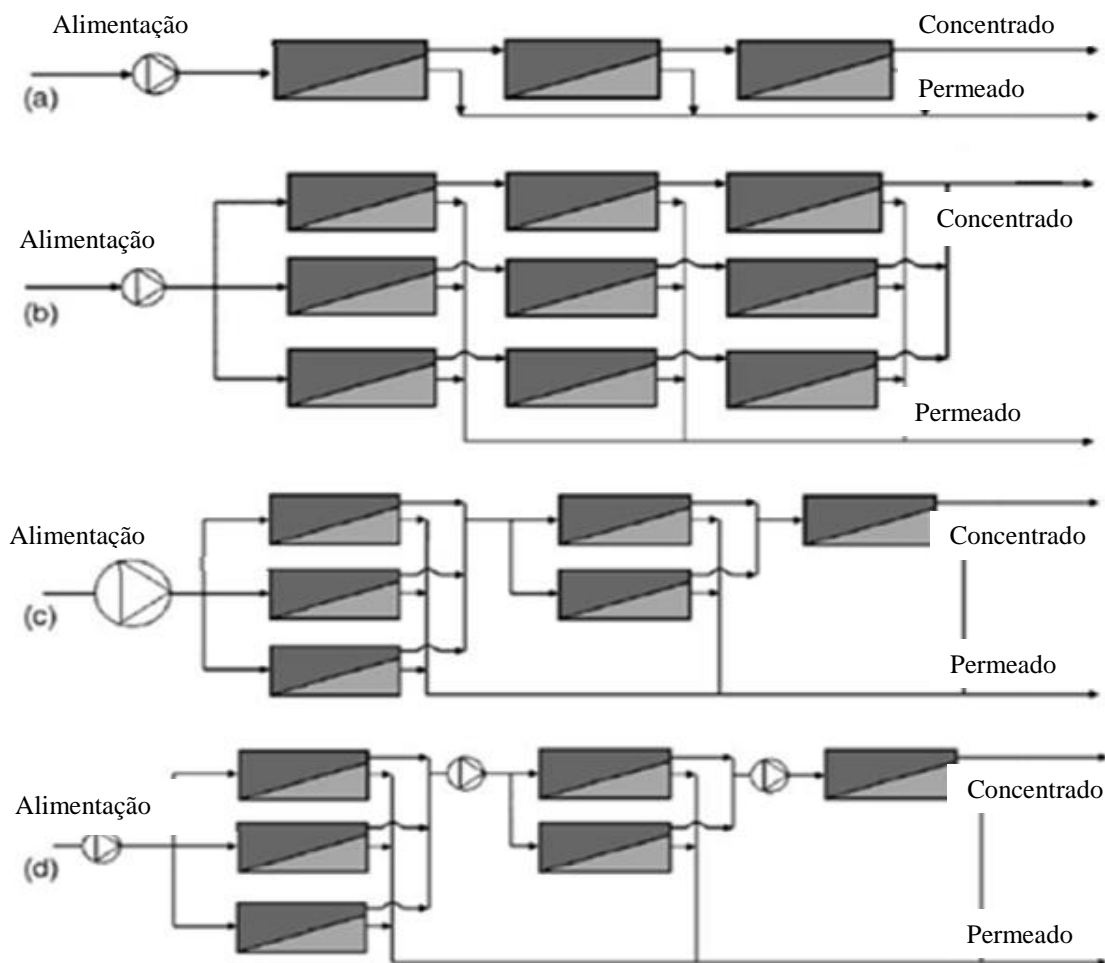 Alimentação
Concentrado
(a)
Permeado
Alimentação
Concentrado
(b)
Permeado
Alimentação
Concentrado
(c)
Permeado
Alimentação
Concentrado
(d)
Permeado